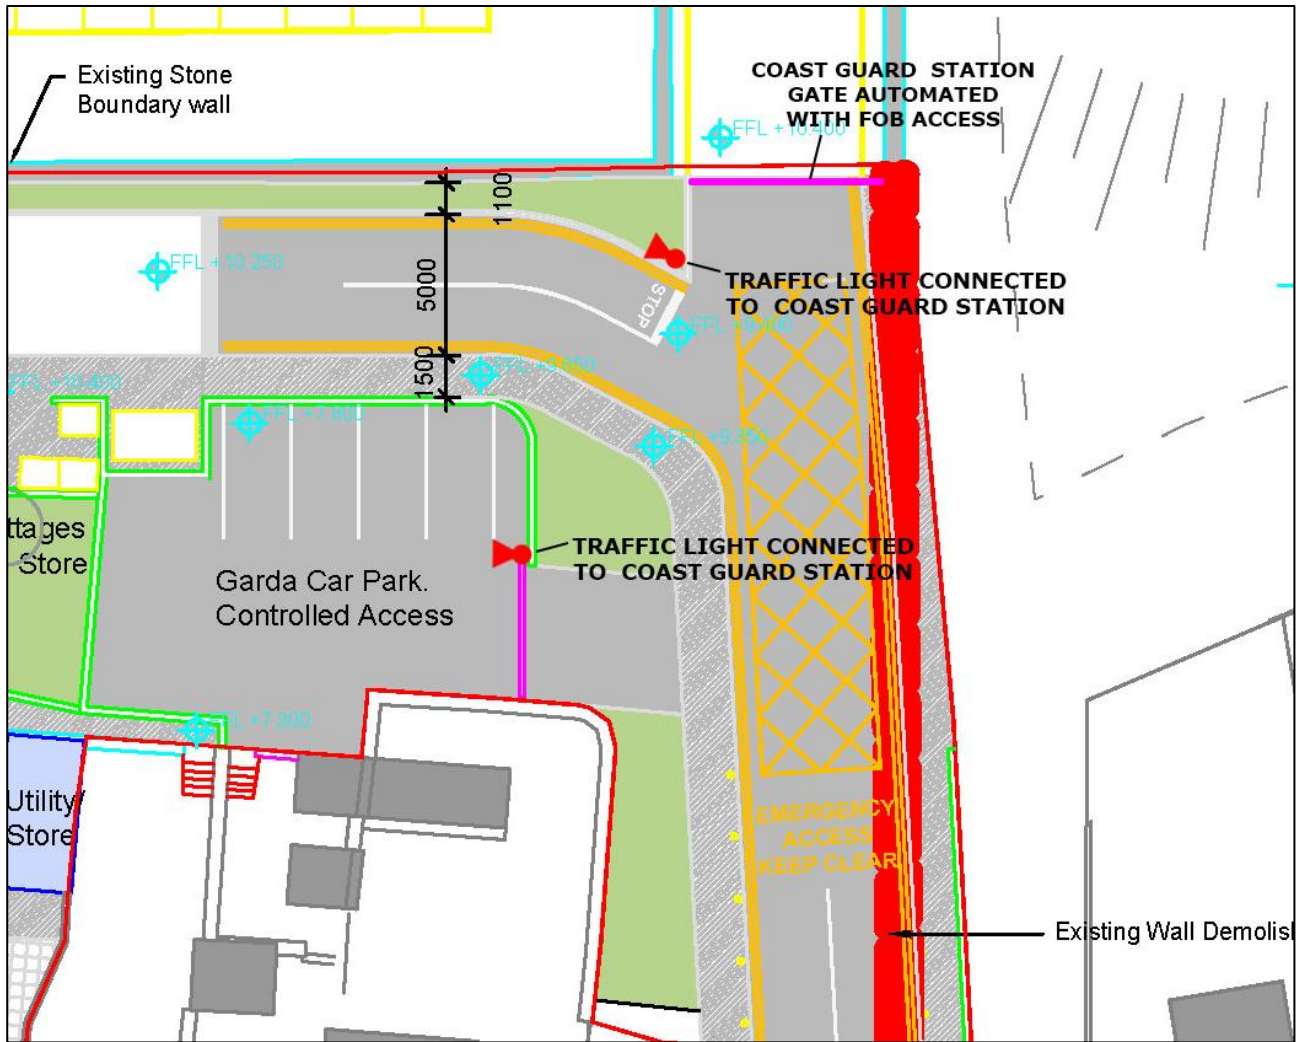 Existing Stone
Boundary wall
COAST GUARD STATION
GATE AUTOMATED
WITH FOB ACCESS
FFL +10.400
1100
FFL +10.250
5000
TRAFFIC LIGHT CONNECTED
TO COAST GUARD STATION
STOP
1500
FFL +10.400
FFL +7.800
FFL +9.350
TRAFFIC LIGHT CONNECTED
TO COAST GUARD STATION
ttages
Store
Garda Car Park.
Controlled Access
FFL +7.300
Utility/
Store
EMERGENCY
ACCESS
KEEP CLEAR
Existing Wall Demolis